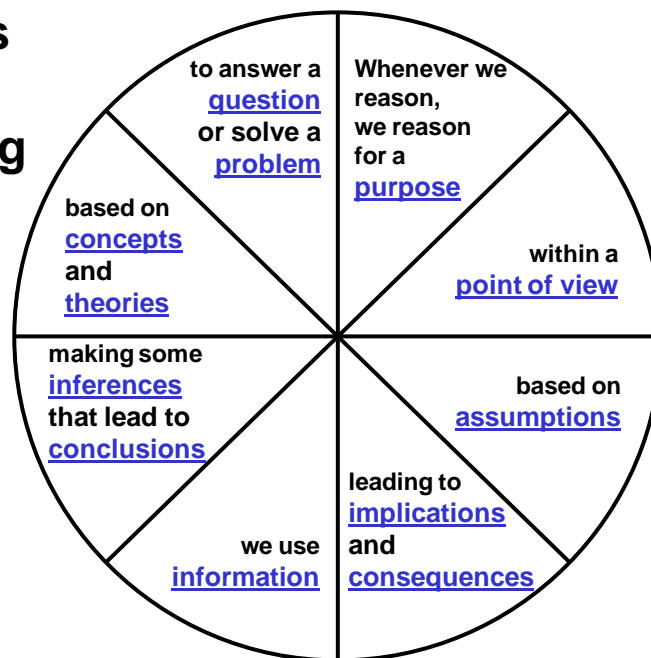 s
g
Whenever we
reason,
we reason
for a
purpose
within a
point of view
based on
assumptions
leading to
implications
and
consequences
we use
information
making some
inferences
that lead to
conclusions
based on
concepts
and
theories
to answer a
question
or solve a
problem